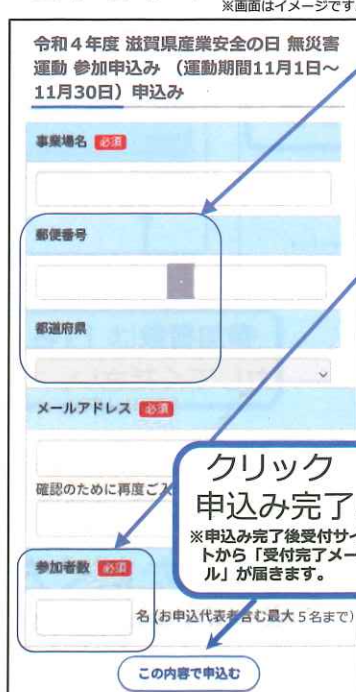 ※画面はイメージです
令和４年度 滋賀県産業安全の日 無災害
運動 参加申込み （運動期間11月1日～
11月30日）申込み
事業場名 必須
郵便番号
都道府県
メールアドレス 必須
確認のために再度ご入
クリック
申込み完了
※申込み完了後受付サイ
トから「受付完了メー
ル」が届きます。
参加者数 必須
名 (お申込代表者含む最大５名まで)
この内容で申込む